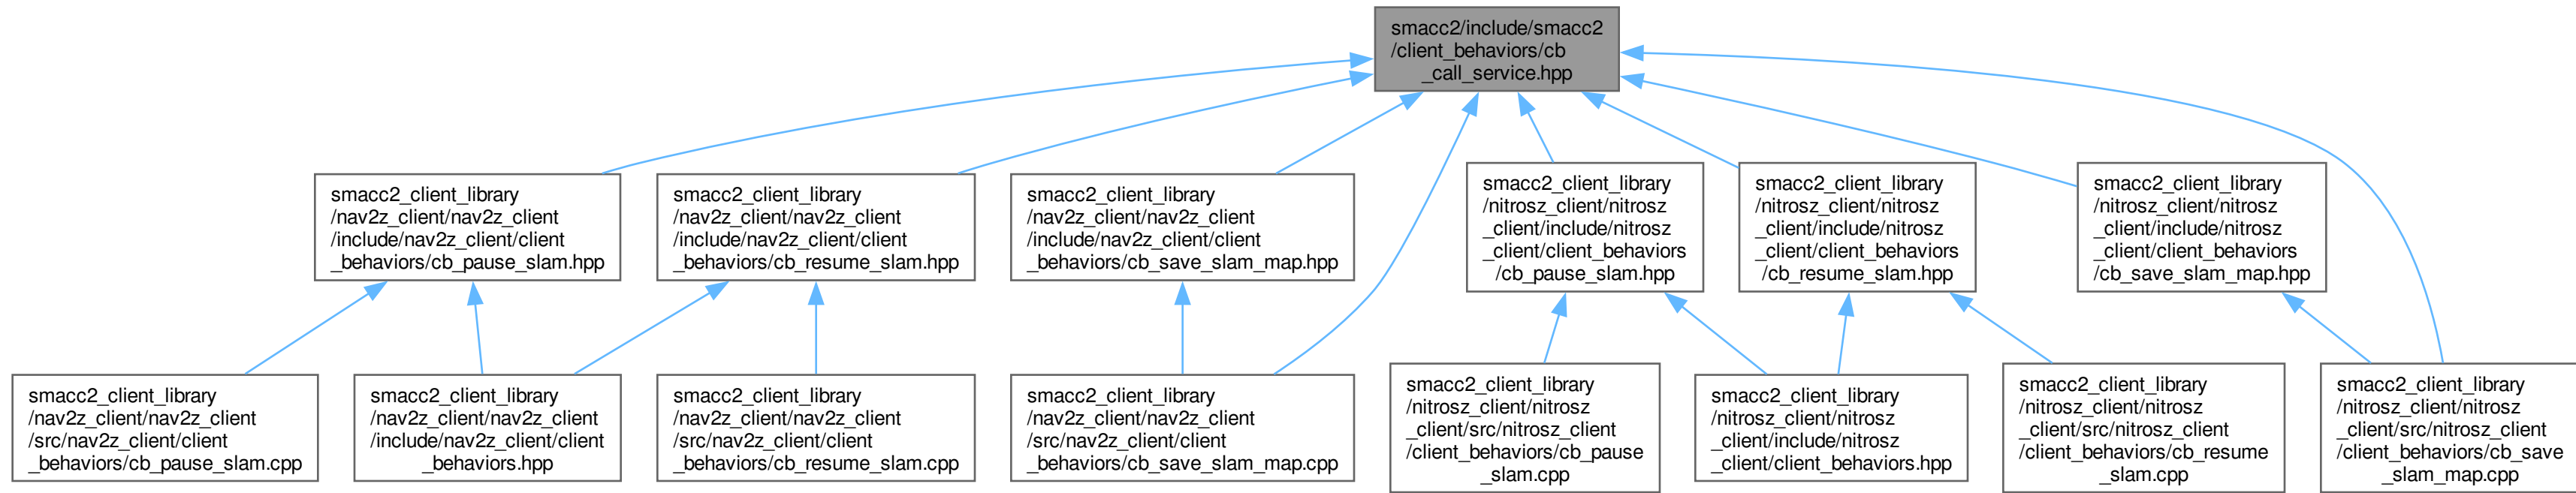 smacc2/include/smacc2
/client_behaviors/cb
_call_service.hpp
smacc2_client_library
/nav2z_client/nav2z_client
/include/nav2z_client/client
_behaviors/cb_pause_slam.hpp
smacc2_client_library
/nav2z_client/nav2z_client
/include/nav2z_client/client
_behaviors/cb_resume_slam.hpp
smacc2_client_library
/nav2z_client/nav2z_client
/include/nav2z_client/client
_behaviors/cb_save_slam_map.hpp
smacc2_client_library
/nitrosz_client/nitrosz
_client/include/nitrosz
_client/client_behaviors
/cb_pause_slam.hpp
smacc2_client_library
/nitrosz_client/nitrosz
_client/include/nitrosz
_client/client_behaviors
/cb_resume_slam.hpp
smacc2_client_library
/nitrosz_client/nitrosz
_client/include/nitrosz
_client/client_behaviors
/cb_save_slam_map.hpp
smacc2_client_library
/nav2z_client/nav2z_client
/src/nav2z_client/client
_behaviors/cb_pause_slam.cpp
smacc2_client_library
/nav2z_client/nav2z_client
/include/nav2z_client/client
_behaviors.hpp
smacc2_client_library
/nav2z_client/nav2z_client
/src/nav2z_client/client
_behaviors/cb_resume_slam.cpp
smacc2_client_library
/nav2z_client/nav2z_client
/src/nav2z_client/client
_behaviors/cb_save_slam_map.cpp
smacc2_client_library
/nitrosz_client/nitrosz
_client/src/nitrosz_client
/client_behaviors/cb_pause
_slam.cpp
smacc2_client_library
/nitrosz_client/nitrosz
_client/include/nitrosz
_client/client_behaviors.hpp
smacc2_client_library
/nitrosz_client/nitrosz
_client/src/nitrosz_client
/client_behaviors/cb_resume
_slam.cpp
smacc2_client_library
/nitrosz_client/nitrosz
_client/src/nitrosz_client
/client_behaviors/cb_save
_slam_map.cpp